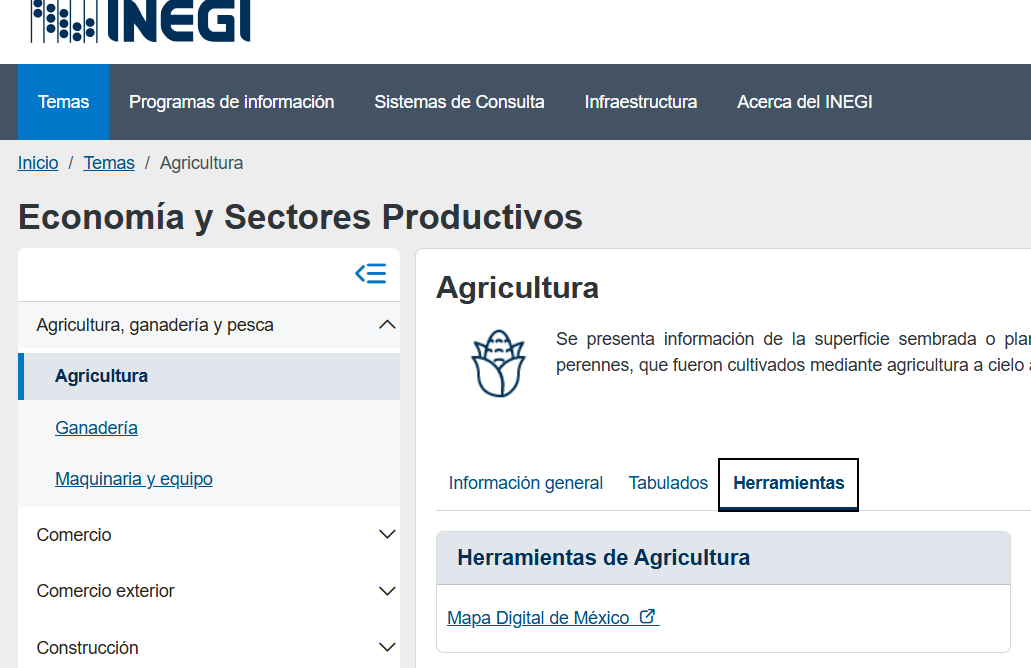 INEGI
Temas Programas de información Sistemas de Consulta Infraestructura Acerca del INEGI
Inicio / Temas / Agricultura
Economía y Sectores Productivos
Agricultura, ganadería y pesca
Agricultura
Ganadería
Maquinaria y equipo
Comercio
Comercio exterior
Construcción
Agricultura
Se presenta información de la superficie sembrada o
perennes, que fueron cultivados mediante agricultura a cielo
Información general Tabulados Herramientas
Herramientas de Agricultura
Mapa Digital de México